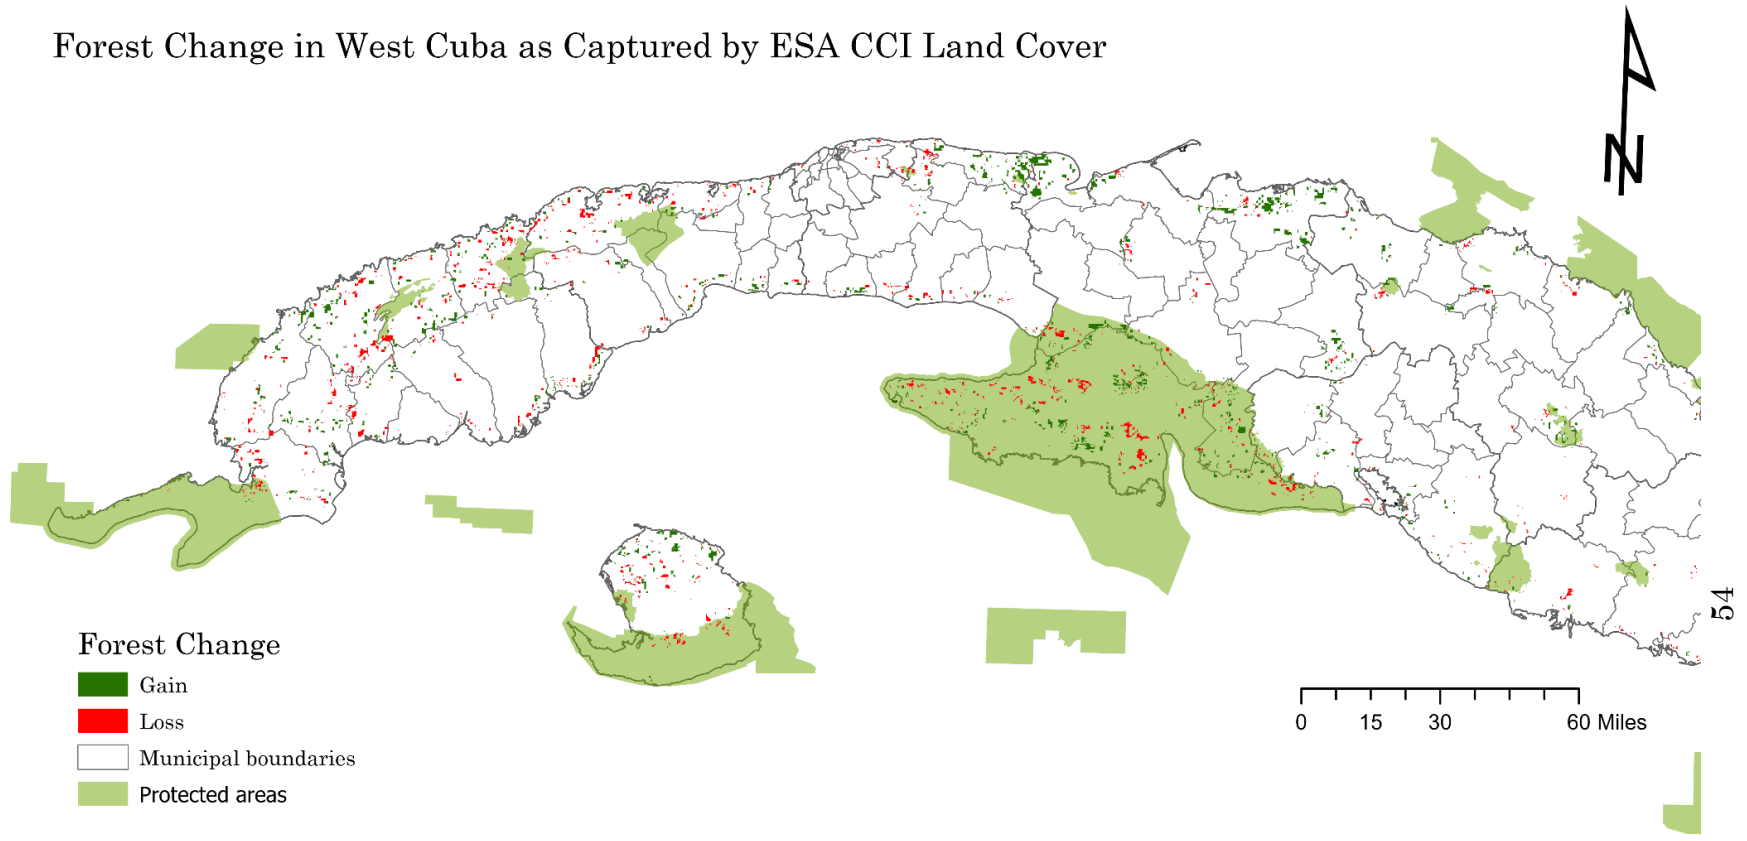 Forest Change in West Cuba as Captured by ESA CCI Land Cover
N
54
Forest Change
Gain
Loss
Municipal boundaries
Protected areas
0 15 30 60 Miles